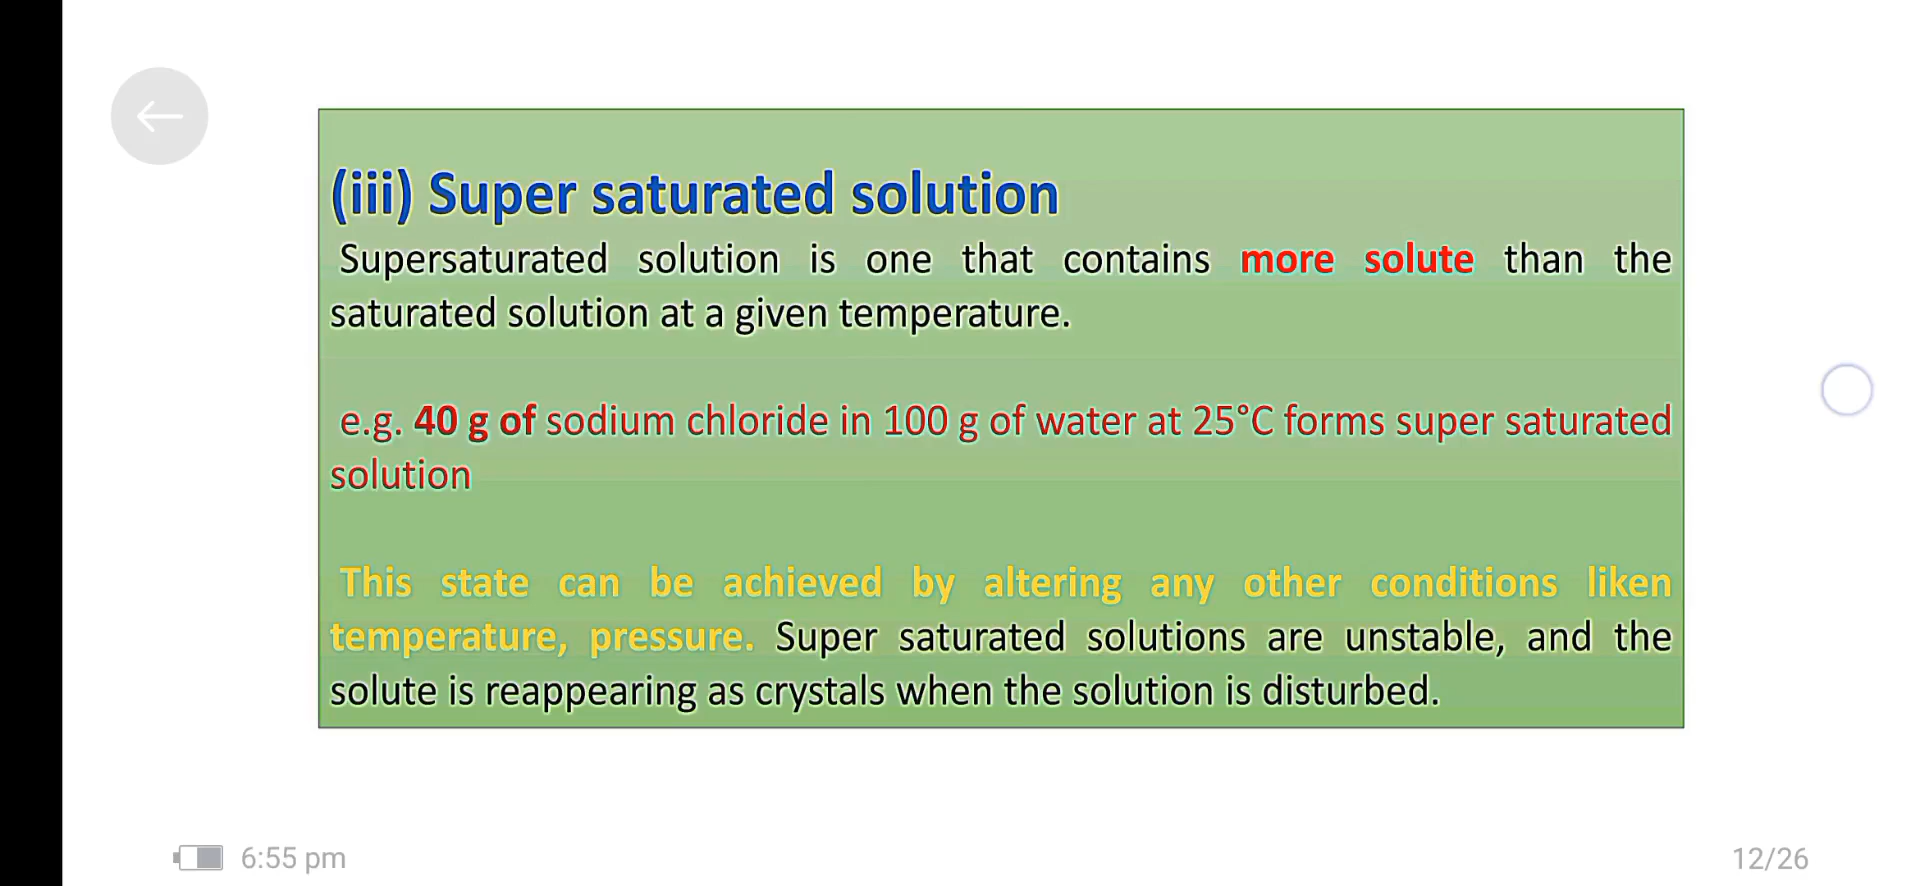 (iii) Super saturated solution
Supersaturated solution is one that contains more solute than the
saturated solution at a given temperature.
e.g. 40 g of sodium chloride in 100 g of water at 25°C forms super saturated
solution
This state can be achieved by altering any other conditions liken
temperature, pressure. Super saturated solutions are unstable, and the
solute is reappearing as crystals when the solution is disturbed.
6:55 pm
12/26